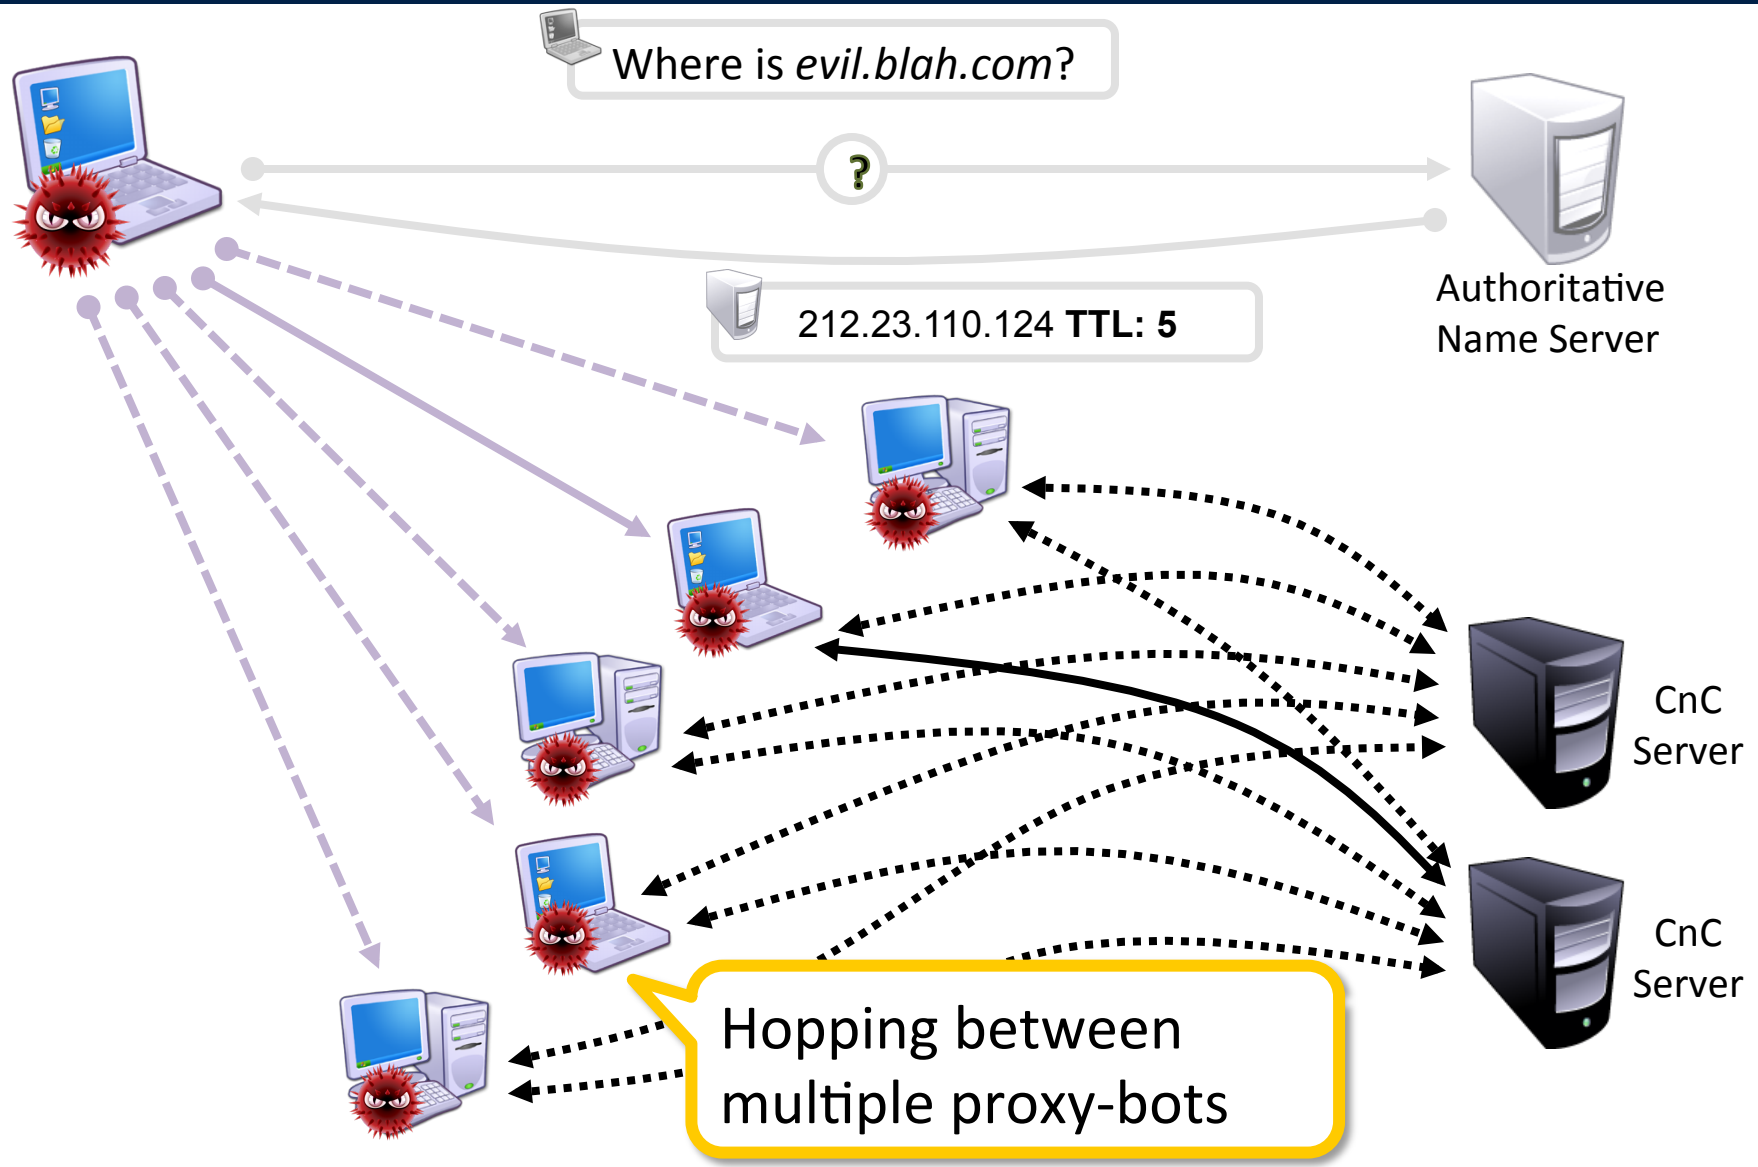 Where is evil.blah.com?
?
212.23.110.124 TTL: 5
Authoritative
Name Server
CnC
Server
CnC
Server
Hopping between
multiple proxy-bots